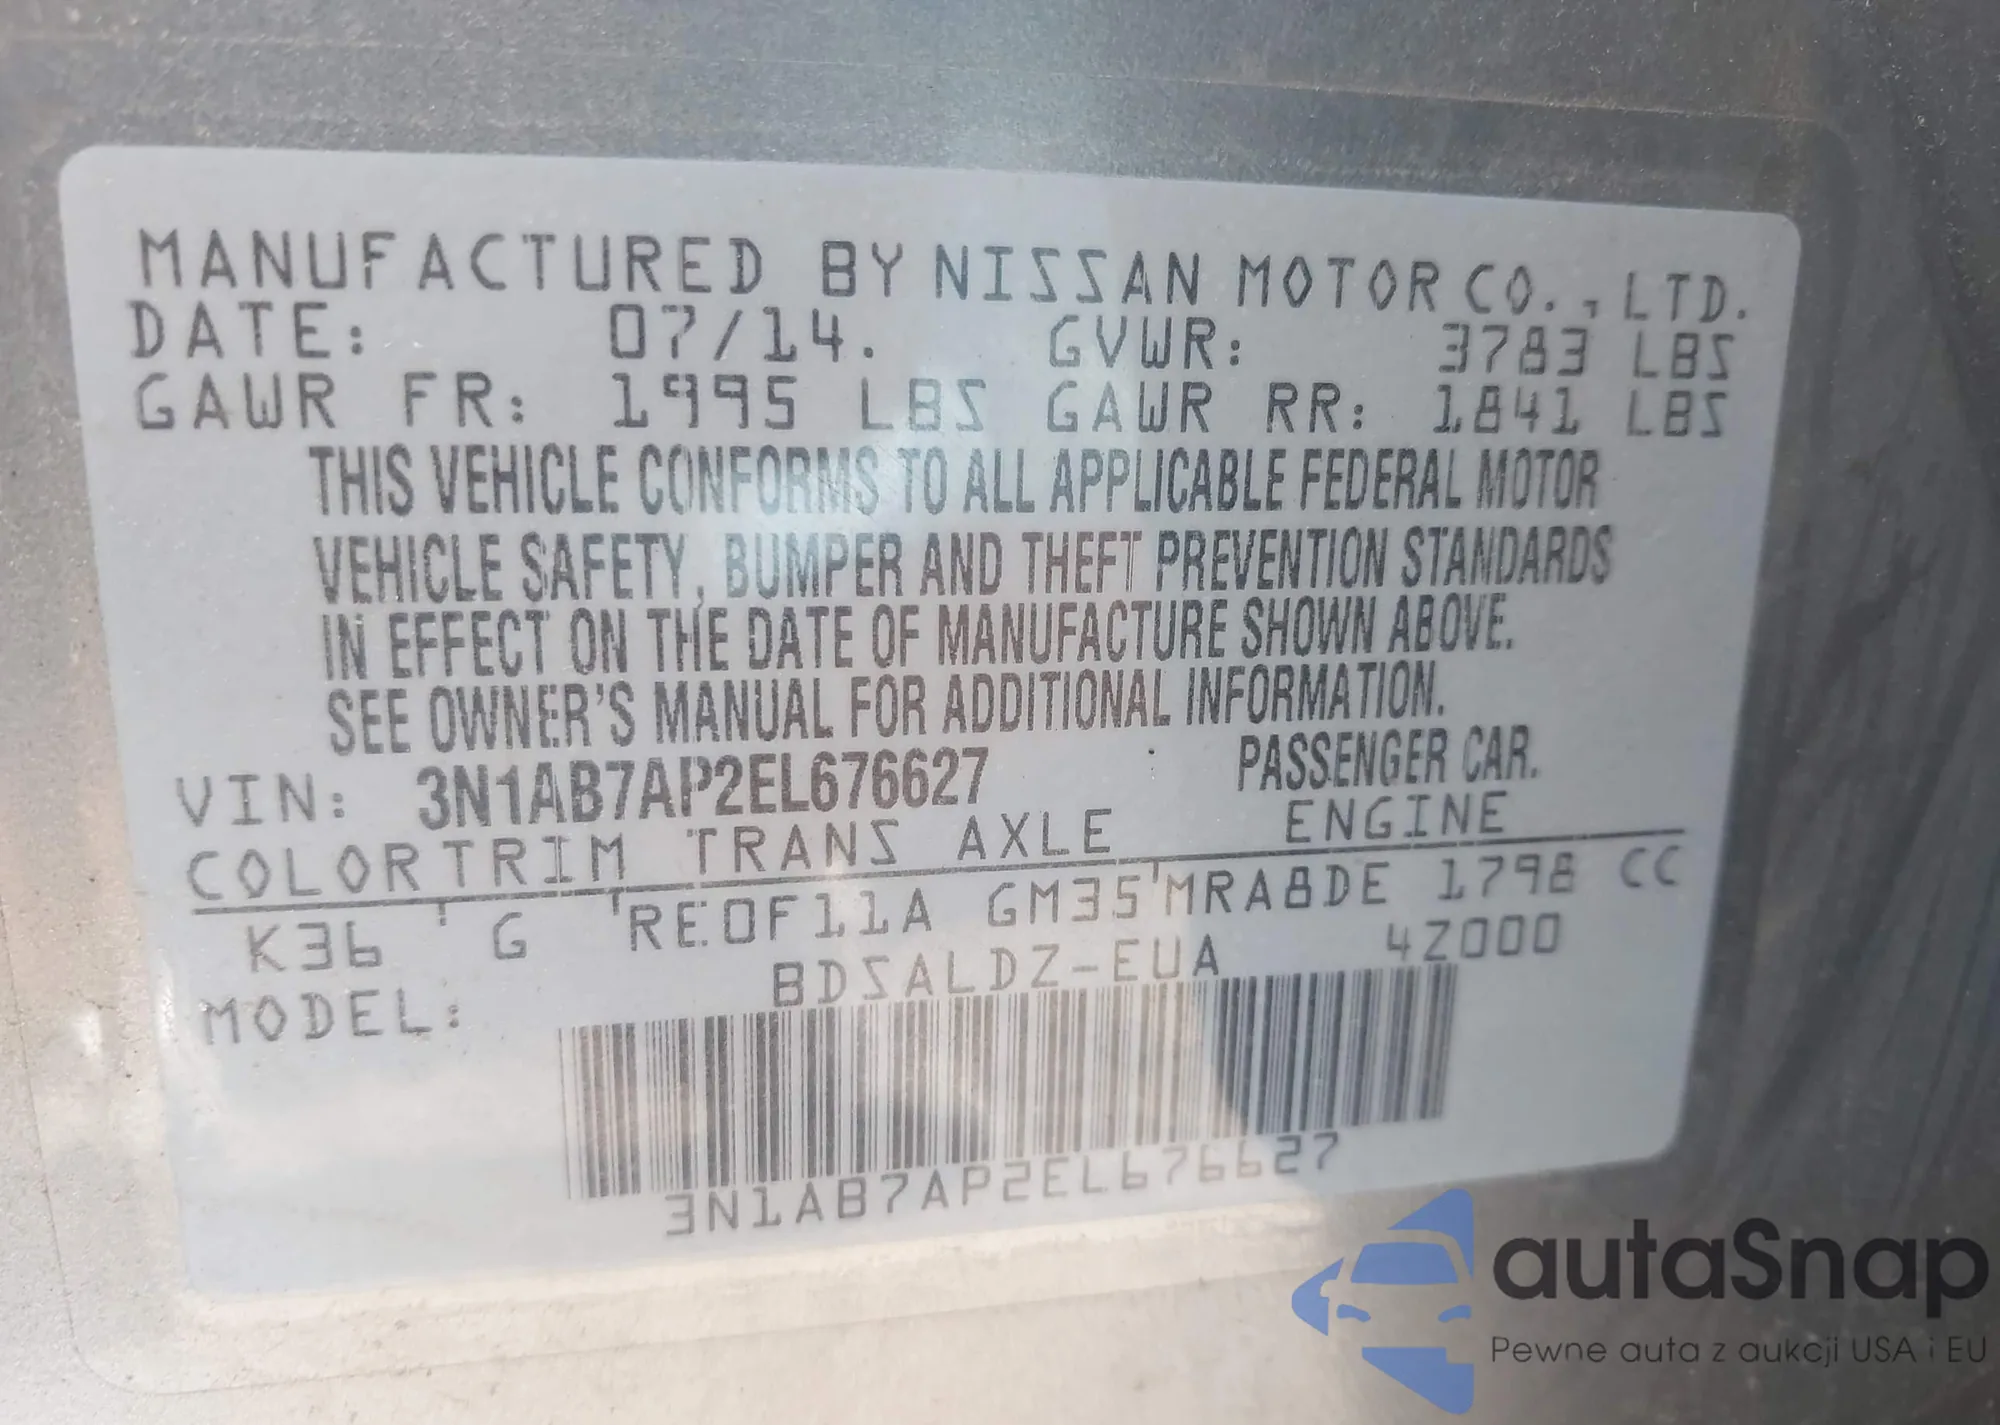 MANUFACTURED BY NISSAN MOTOR CO., LTD.
DATE: 07/14. GVWR: 3783 LBS
GAWR FR: 1995 LBS GAWR RR: 1841 LBS
THIS VEHICLE CONFORMS TO ALL APPLICABLE FEDERAL MOTOR
VEHICLE SAFETY, BUMPER AND THEFT PREVENTION STANDARDS
IN EFFECT ON THE DATE OF MANUFACTURE SHOWN ABOVE.
SEE OWNER'S MANUAL FOR ADDITIONAL INFORMATION.
VIN: 3N1AB7AP2EL676627 PASSENGER CAR.
COLOR TRIM TRANS AXLE ENGINE
K36 G RE0F11A GM35 MRA8DE 1798 CC
MODEL: BDSALDZ-EUA 4Z000
3N1AB7AP2EL676627
autaSnap
Pewne auta z aukcji USA i EU